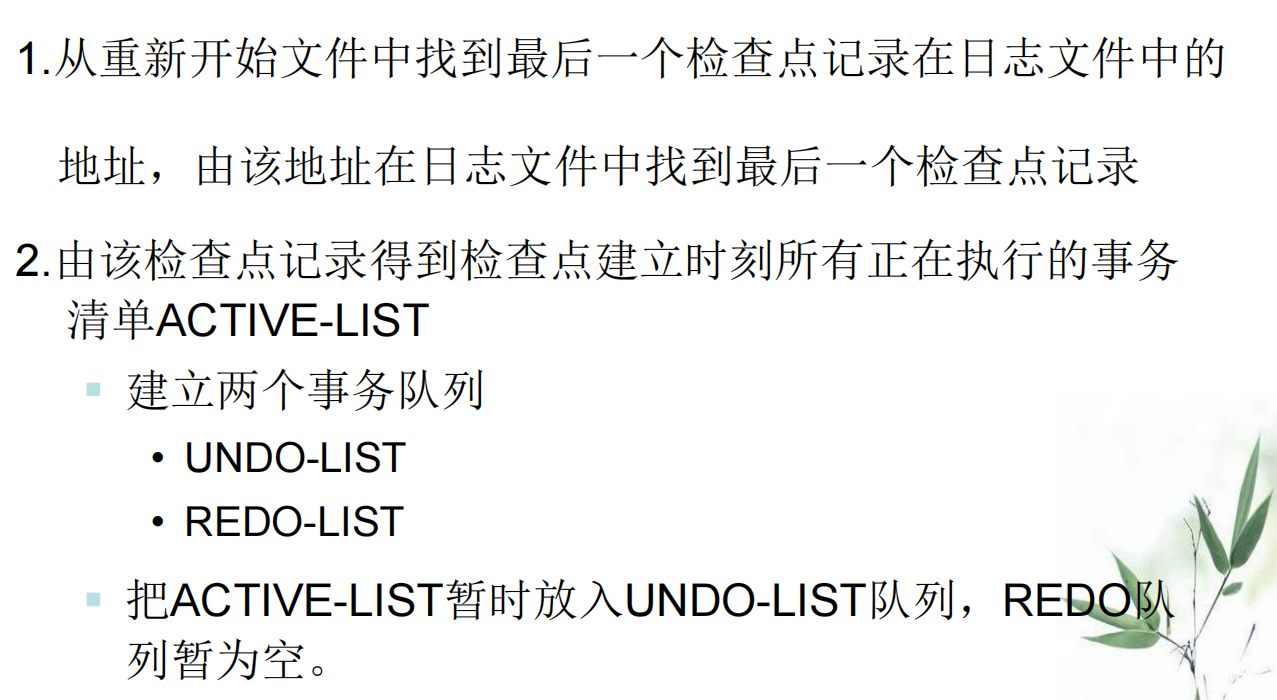 1.从重新开始文件中找到最后一个检查点记录在日志文件中的
地址，由该地址在日志文件中找到最后一个检查点记录
2.由该检查点记录得到检查点建立时刻所有正在执行的事务
清单ACTIVE-LIST
▪ 建立两个事务队列
• UNDO-LIST
• REDO-LIST
▪ 把ACTIVE-LIST暂时放入UNDO-LIST队列，REDO队
列暂为空。